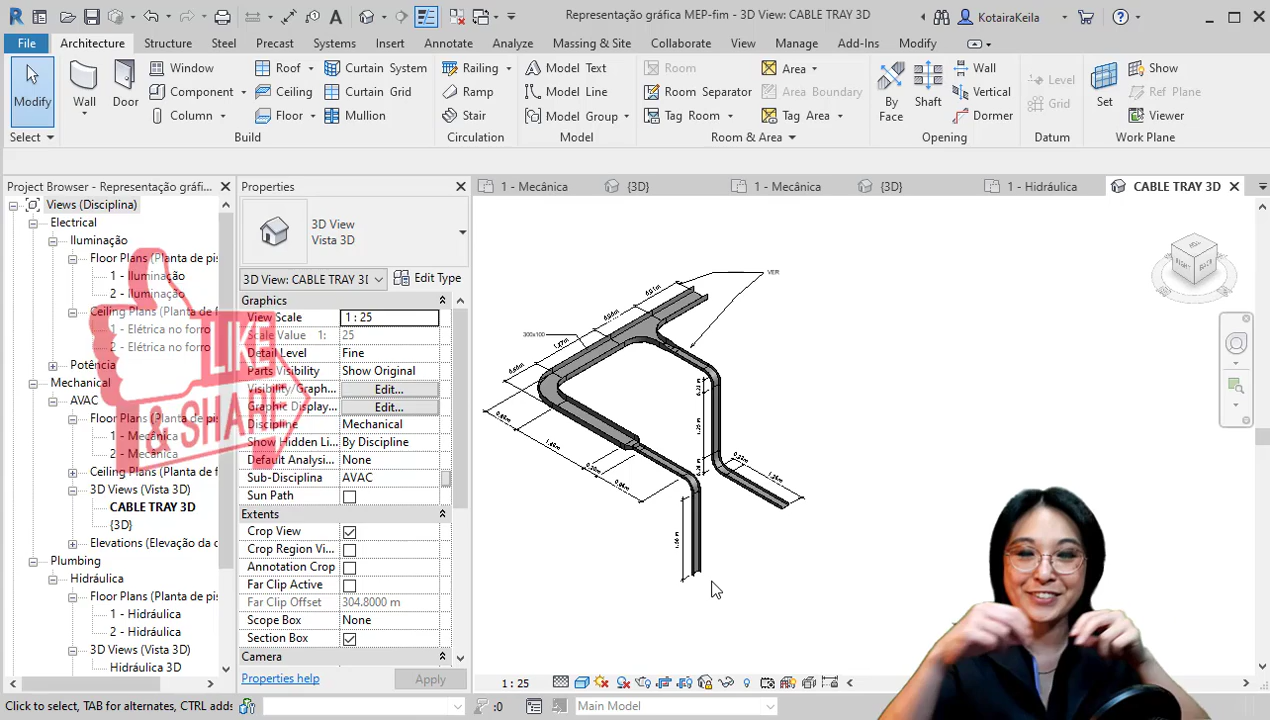 Representação gráfica MEP-fim - 3D View: CABLE TRAY 3D
KotairaKeila
File
Architecture
Structure
Steel
Precast
Systems
Insert
Annotate
Analyze
Massing & Site
Collaborate
View
Manage
Add-Ins
Modify
Modify
Select
Wall
Door
Window
Component
Column
Roof
Ceiling
Floor
Curtain System
Curtain Grid
Mullion
Build
Railing
Ramp
Stair
Circulation
Model Text
Model Line
Model Group
Model
Room
Room Separator
Tag Room
Area
Area Boundary
Tag Area
Room & Area
By Face
Shaft
Wall
Vertical
Dormer
Opening
Level
Grid
Datum
Set
Show
Ref Plane
Viewer
Work Plane
Project Browser - Representação gráfi...
Views (Disciplina)
Electrical
Iluminação
Floor Plans (Planta de pis
1 - Iluminação
2 - Iluminação
Ceiling Plans (Planta de f
1 - Elétrica no forro
2 - Elétrica no forro
Potência
Mechanical
AVAC
Floor Plans (Planta de pis
1 - Mecânica
2 - Mecânica
Ceiling Plans (Planta de f
3D Views (Vista 3D)
CABLE TRAY 3D
{3D}
Elevations (Elevação da c
Plumbing
Hidráulica
Floor Plans (Planta de pis
1 - Hidráulica
2 - Hidráulica
3D Views (Vista 3D)
Hidráulica 3D
LIKE
& SHARE
Properties
3D View
Vista 3D
3D View: CABLE TRAY 3D
Edit Type
Graphics
View Scale 1 : 25
Scale Value 1: 25
Detail Level Fine
Parts Visibility Show Original
Visibility/Graph... Edit...
Graphic Display... Edit...
Discipline Mechanical
Show Hidden Li... By Discipline
Default Analysi... None
Sub-Disciplina AVAC
Sun Path
Extents
Crop View
Crop Region Vi...
Annotation Crop
Far Clip Active
Far Clip Offset 304.8000 m
Scope Box None
Section Box
Camera
Properties help
Apply
1 - Mecânica
{3D}
1 - Mecânica
{3D}
1 - Hidráulica
CABLE TRAY 3D
300x100
1 : 25
Click to select, TAB for alternates, CTRL adds
:0
Main Model